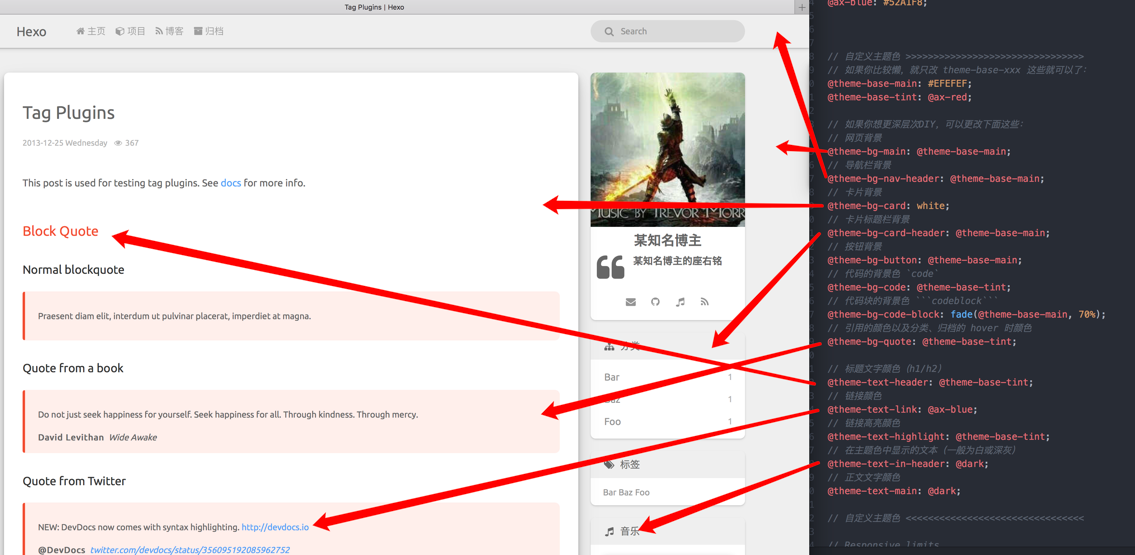 Tag Plugins | Hexo
+
Hexo
主页
项目
博客
归档
Search
Tag Plugins
2013-12-25 Wednesday
367
This post is used for testing tag plugins. See docs for more info.
Block Quote
Normal blockquote
Praesent diam elit, interdum ut pulvinar placerat, imperdiet at magna.
Quote from a book
Do not just seek happiness for yourself. Seek happiness for all. Through kindness. Through mercy.
David Levithan Wide Awake
Quote from Twitter
NEW: DevDocs now comes with syntax highlighting. http://devdocs.io
@DevDocs twitter.com/devdocs/status/356095192085962752
MUSIC BY TREVOR MORR
某知名博主
某知名博主的座右铭
分类
Bar 1
Baz 1
Foo 1
标签
Bar Baz Foo
音乐
@ax-blue: #52A1F8;
// 自定义主题色 >>>>>>>>>>>>>>>>>>>>>>>>>>>>>>>>
// 如果你比较懒，就只改 theme-base-xxx 这些就可以了：
@theme-base-main: #EFEFEF;
@theme-base-tint: @ax-red;
// 如果你想更深层次DIY，可以更改下面这些：
// 网页背景
@theme-bg-main: @theme-base-main;
// 导航栏背景
@theme-bg-nav-header: @theme-base-main;
// 卡片背景
@theme-bg-card: white;
// 卡片标题栏背景
@theme-bg-card-header: @theme-base-main;
// 按钮背景
@theme-bg-button: @theme-base-main;
// 代码的背景色 `code`
@theme-bg-code: @theme-base-tint;
// 代码块的背景色 ```codeblock```
@theme-bg-code-block: fade(@theme-base-main, 70%);
// 引用的颜色以及分类、归档的 hover 时颜色
@theme-bg-quote: @theme-base-tint;
// 标题文字颜色（h1/h2）
@theme-text-header: @theme-base-tint;
// 链接颜色
@theme-text-link: @ax-blue;
// 链接高亮颜色
@theme-text-highlight: @theme-base-tint;
// 在主题色中显示的文本（一般为白或深灰）
@theme-text-in-header: @dark;
// 正文文字颜色
@theme-text-main: @dark;
// 自定义主题色 <<<<<<<<<<<<<<<<<<<<<<<<<<<<<<<<
// Responsive limits